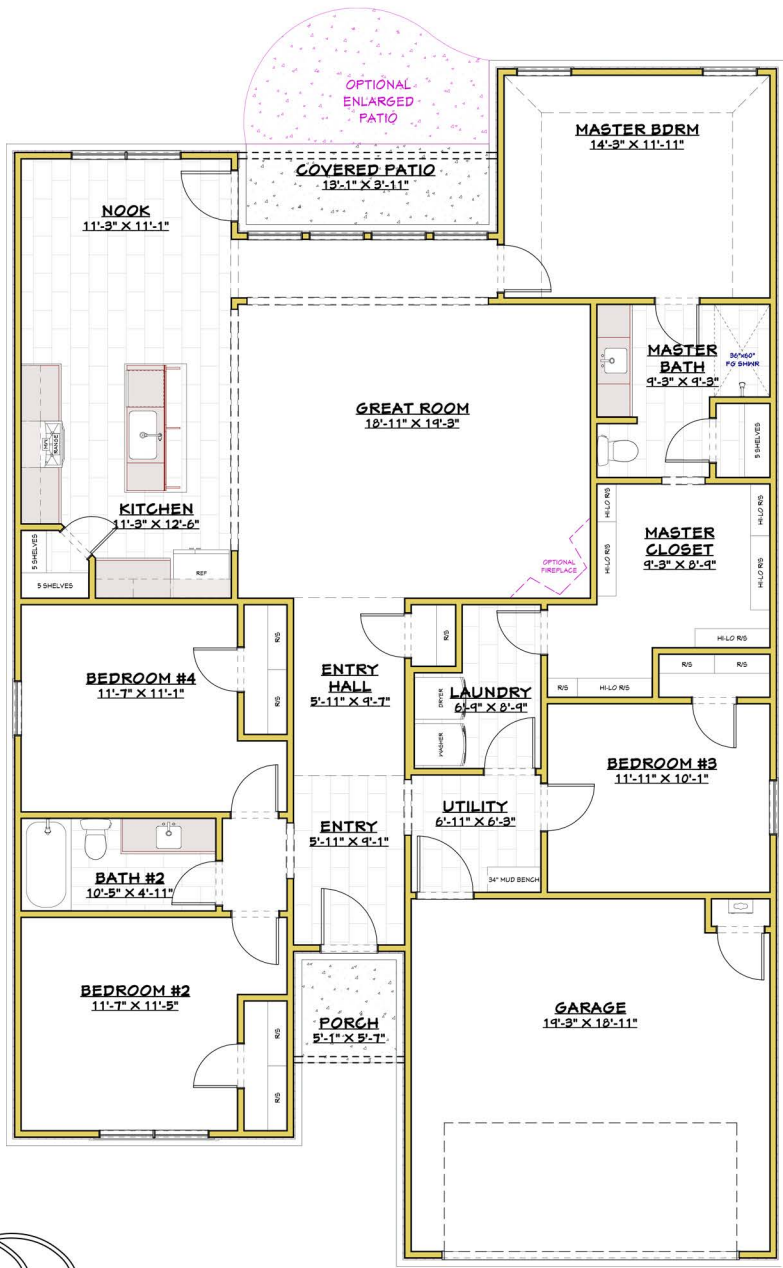 OPTIONAL
ENLARGED
PATIO
MASTER BDRM
14'-3" X 11'-11"
COVERED PATIO
13'-1" X 3'-11"
NOOK
11'-3" X 11'-1"
MASTER
BATH
9'-3" X 9'-3"
36"x60"
FG SHWR
GREAT ROOM
18'-11" X 19'-3"
5 SHELVES
RANGE
KITCHEN
11'-3" X 12'-6"
HI-LO R/S
HI-LO R/S
HI-LO R/S
HI-LO R/S
MASTER
CLOSET
9'-3" X 8'-9"
5 SHELVES
5 SHELVES
REF
OPTIONAL
FIREPLACE
HI-LO R/S
R/S
R/S
R/S
R/S
R/S
BEDROOM #4
11'-7" X 11'-1"
ENTRY
HALL
5'-11" X 9'-7"
DRYER
WASHER
LAUNDRY
6'-9" X 8'-9"
R/S
HI-LO R/S
BEDROOM #3
11'-11" X 10'-1"
ENTRY
5'-11" X 9'-1"
UTILITY
6'-11" X 6'-3"
34" MUD BENCH
BATH #2
10'-5" X 4'-11"
BEDROOM #2
11'-7" X 11'-5"
PORCH
5'-1" X 5'-7"
GARAGE
19'-3" X 18'-11"
R/S
R/S